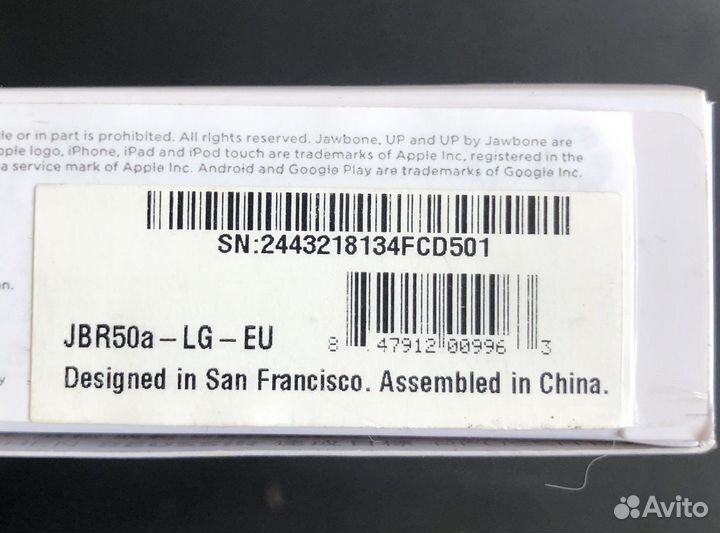 le or in part is prohibited. All rights reserved. Jawbone, UP and UP by Jawbone are
pple logo, iPhone, iPad and iPod touch are trademarks of Apple Inc, registered in the
a service mark of Apple Inc. Android and Google Play are trademarks of Google Inc.
SN:2443218134FCD501
on.
JBR50a-LG-EU
8 47912 00996 3
y
Designed in San Francisco. Assembled in China.
Avito